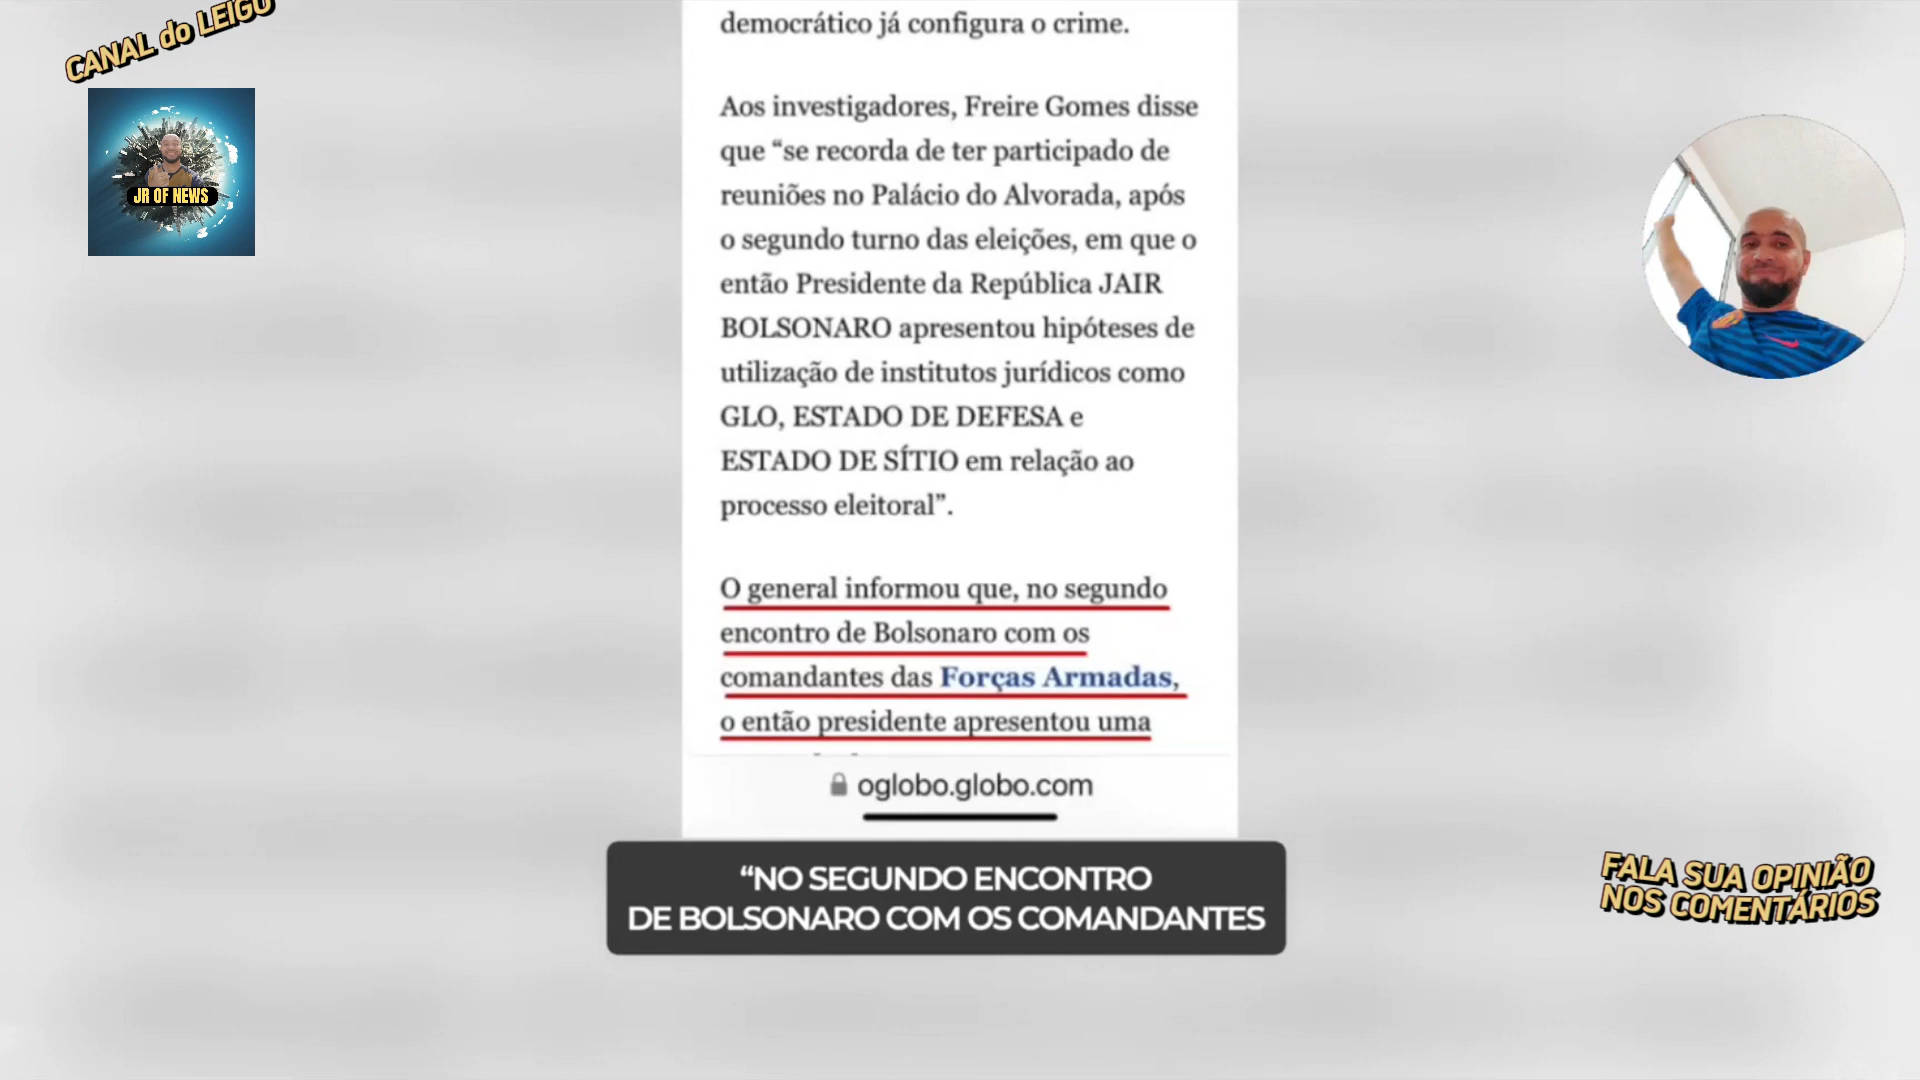 CANAL do LEIGO
JR OF NEWS
democrático já configura o crime.
Aos investigadores, Freire Gomes disse
que “se recorda de ter participado de
reuniões no Palácio do Alvorada, após
o segundo turno das eleições, em que o
então Presidente da República JAIR
BOLSONARO apresentou hipóteses de
utilização de institutos jurídicos como
GLO, ESTADO DE DEFESA e
ESTADO DE SÍTIO em relação ao
processo eleitoral”.
O general informou que, no segundo
encontro de Bolsonaro com os
comandantes das Forças Armadas,
o então presidente apresentou uma
oglobo.globo.com
“NO SEGUNDO ENCONTRO
DE BOLSONARO COM OS COMANDANTES
FALA SUA OPINIÃO
NOS COMENTÁRIOS